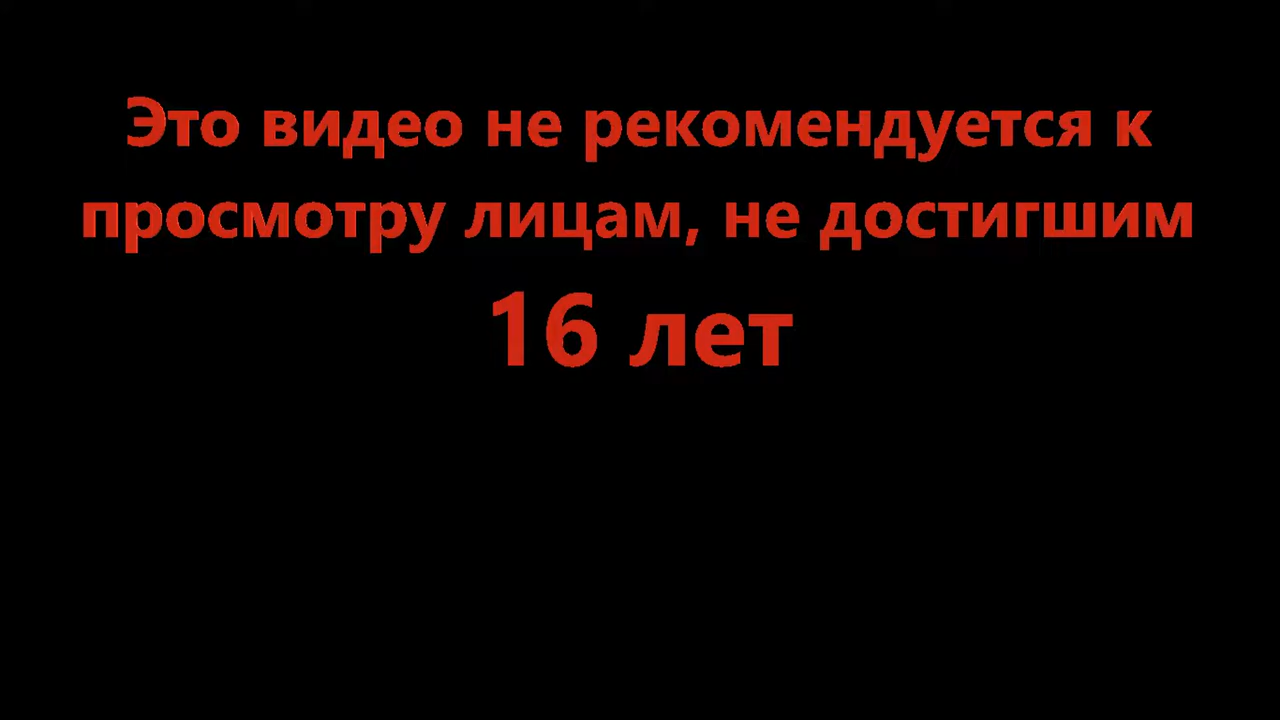 Это видео не рекомендуется к
просмотру лицам, не достигшим
16 лет